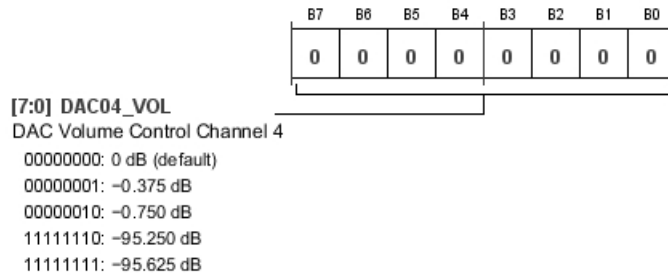 B7 B6 B5 B4 B3 B2 B1 B0
0 0 0 0 0 0 0 0
[7:0] DAC04_VOL
DAC Volume Control Channel 4
00000000: 0 dB (default)
00000001: −0.375 dB
00000010: −0.750 dB
11111110: −95.250 dB
11111111: −95.625 dB